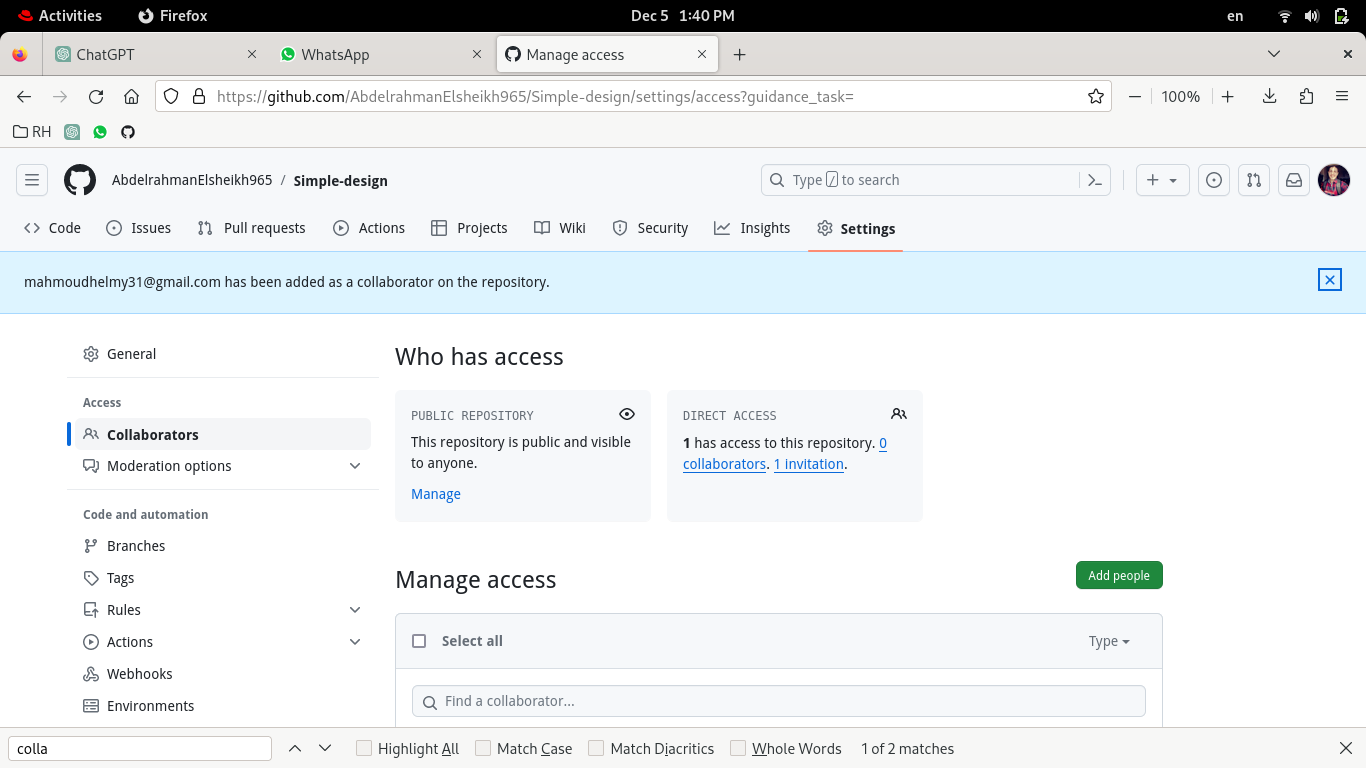 Activities Firefox Dec 5 1:40 PM en
ChatGPT WhatsApp Manage access
https://github.com/AbdelrahmanElsheikh965/Simple-design/settings/access?guidance_task= 100%
RH
AbdelrahmanElsheikh965 / Simple-design Type / to search
Code Issues Pull requests Actions Projects Wiki Security Insights Settings
mahmoudhelmy31@gmail.com has been added as a collaborator on the repository.
General
Access
Collaborators
Moderation options
Code and automation
Branches
Tags
Rules
Actions
Webhooks
Environments
Who has access
PUBLIC REPOSITORY
This repository is public and visible
to anyone.
Manage
DIRECT ACCESS
1 has access to this repository. 0
collaborators. 1 invitation.
Manage access Add people
Select all Type
Find a collaborator...
colla Highlight All Match Case Match Diacritics Whole Words 1 of 2 matches